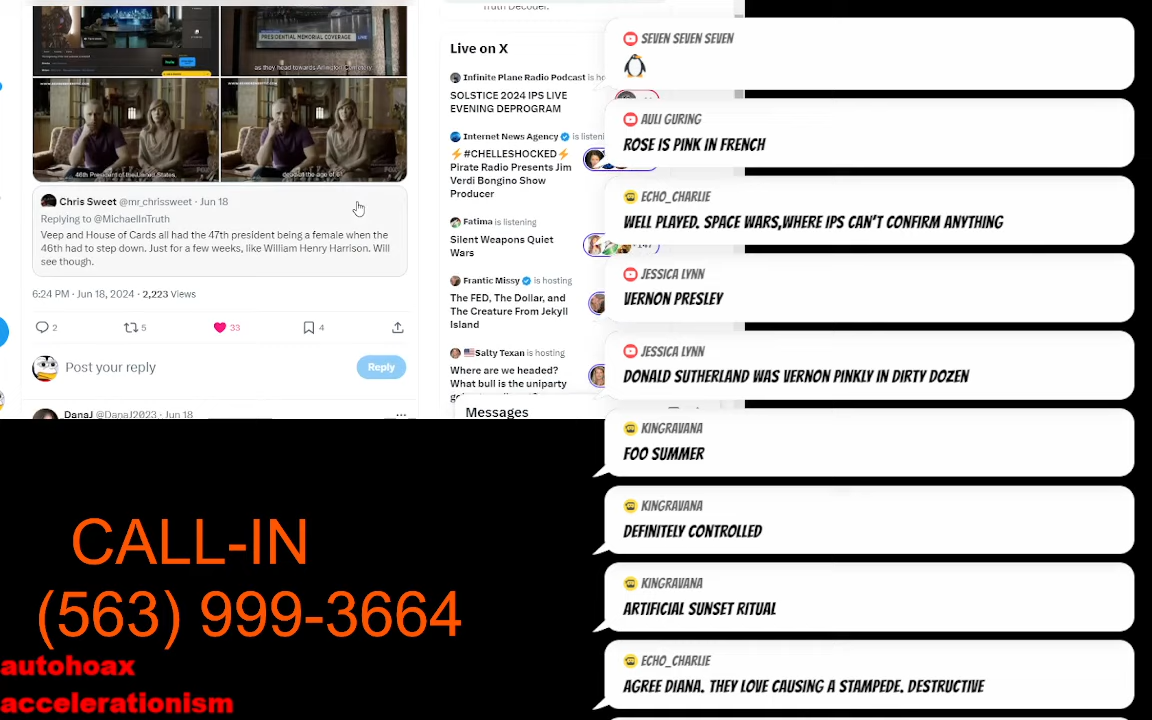 Truth Decoder.
PRESIDENTIAL MEMORIAL COVERAGE
as they head towards Arlington Cemetery
46th President of the United States,
dead at the age of 61.
Chris Sweet @mr_chrissweet · Jun 18
Replying to @MichaelInTruth
Veep and House of Cards all had the 47th president being a female when the
46th had to step down. Just for a few weeks, like William Henry Harrison. Will
see though.
6:24 PM · Jun 18, 2024 · 2,223 Views
2
5
33
4
Post your reply
Reply
DanaJ @DanaJ2023 · Jun 18
Live on X
Infinite Plane Radio Podcast is ho
SOLSTICE 2024 IPS LIVE
EVENING DEPROGRAM
Internet News Agency is listeni
⚡#CHELLESHOCKED⚡
Pirate Radio Presents Jim
Verdi Bongino Show
Producer
Fatima is listening
Silent Weapons Quiet
Wars
Frantic Missy is hosting
The FED, The Dollar, and
The Creature From Jekyll
Island
Salty Texan is hosting
Where are we headed?
What bull is the uniparty
Messages
SEVEN SEVEN SEVEN
🐧
AULI GURING
ROSE IS PINK IN FRENCH
ECHO_CHARLIE
WELL PLAYED. SPACE WARS,WHERE IPS CAN'T CONFIRM ANYTHING
JESSICA LYNN
VERNON PRESLEY
JESSICA LYNN
DONALD SUTHERLAND WAS VERNON PINKLY IN DIRTY DOZEN
KINGRAVANA
FOO SUMMER
KINGRAVANA
DEFINITELY CONTROLLED
KINGRAVANA
ARTIFICIAL SUNSET RITUAL
ECHO_CHARLIE
AGREE DIANA. THEY LOVE CAUSING A STAMPEDE. DESTRUCTIVE
CALL-IN
(563) 999-3664
autohoax
accelerationism